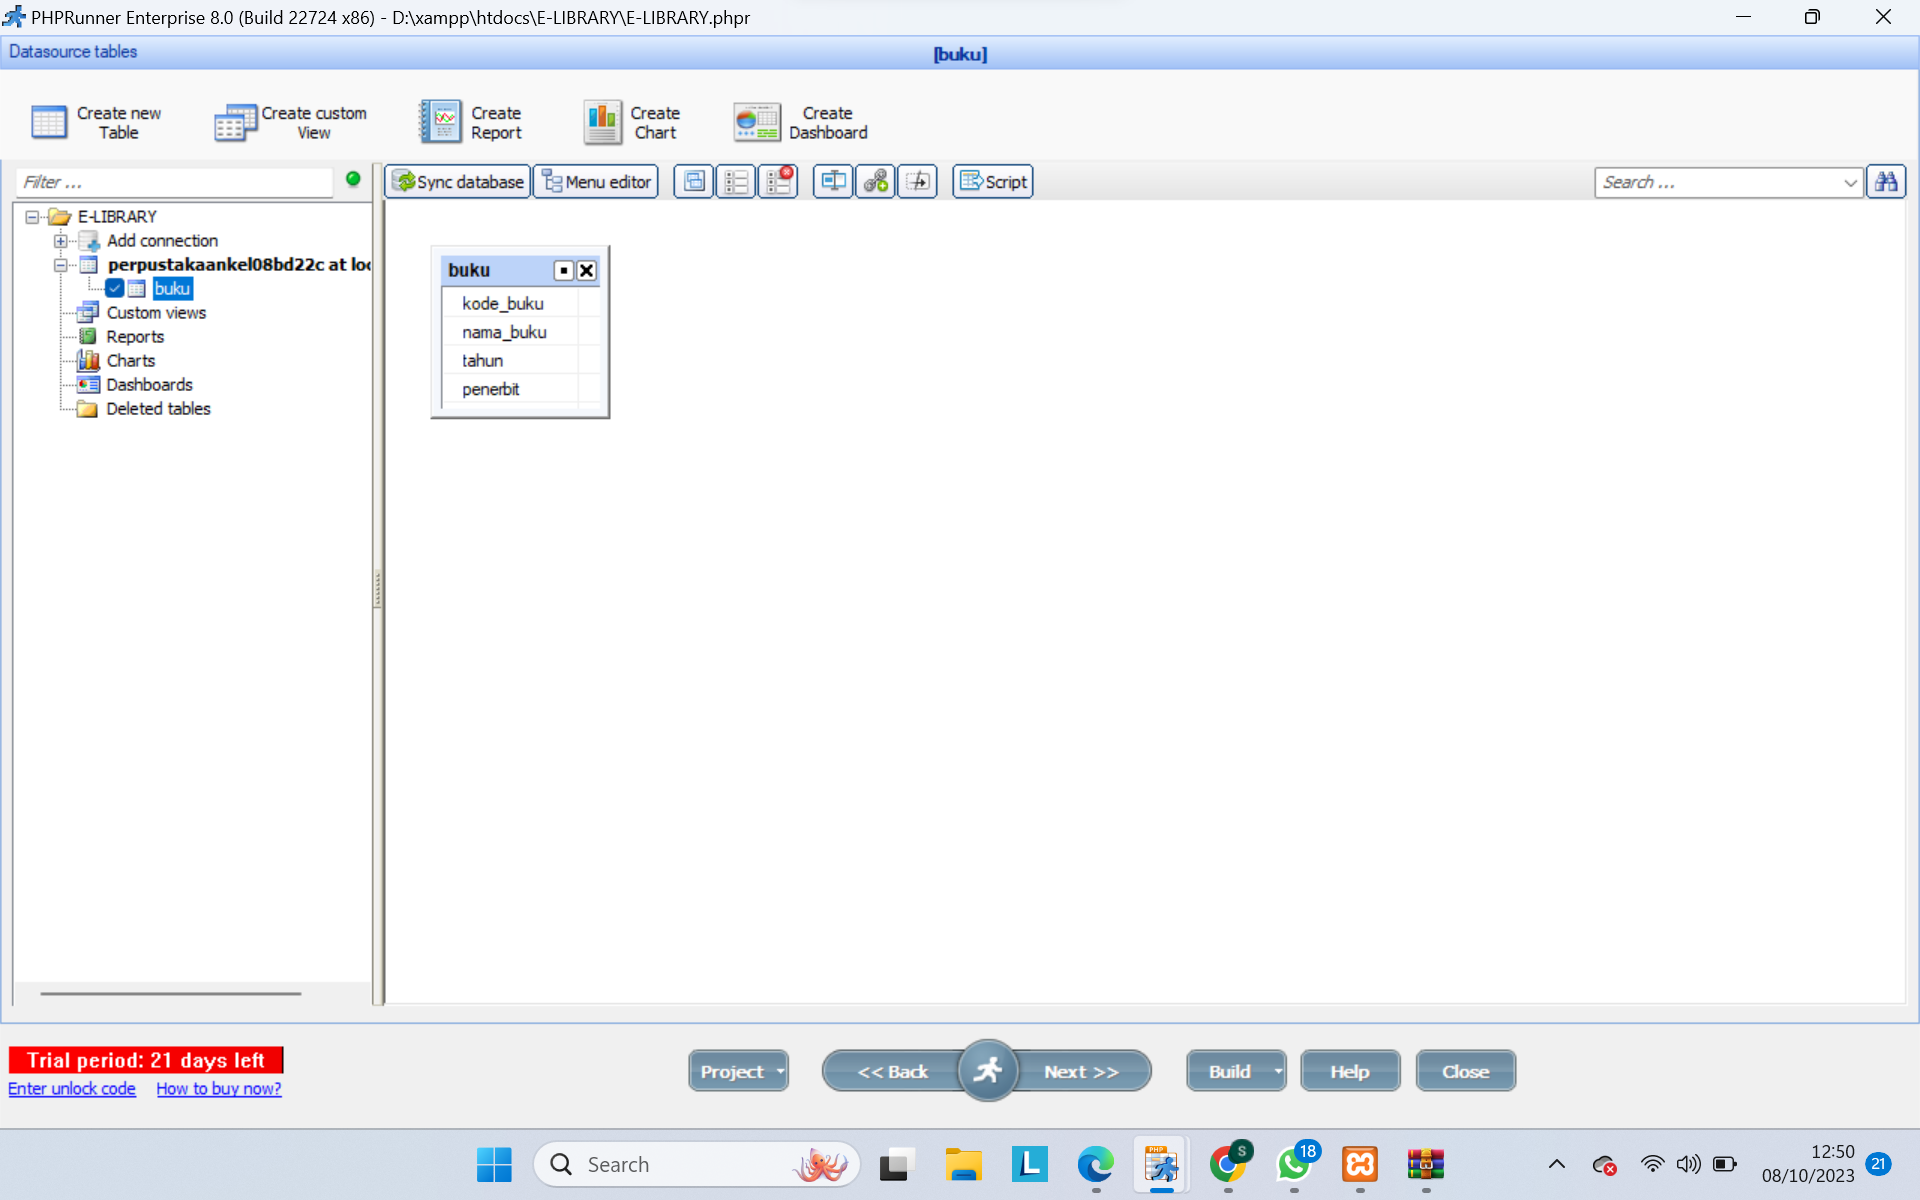 PHPRunner Enterprise 8.0 (Build 22724 x86) - D:\xampp\htdocs\E-LIBRARY\E-LIBRARY.phpr
Datasource tables
[buku]
Create new
Table
Create custom
View
Create
Report
Create
Chart
Create
Dashboard
Filter ...
Sync database
Menu editor
Script
Search ...
E-LIBRARY
Add connection
perpustakaankel08bd22c at loc
buku
Custom views
Reports
Charts
Dashboards
Deleted tables
buku
kode_buku
nama_buku
tahun
penerbit
Trial period: 21 days left
Enter unlock code
How to buy now?
Project
<< Back
Next >>
Build
Help
Close
Search
L
PHP
S
18
12:50
08/10/2023
21